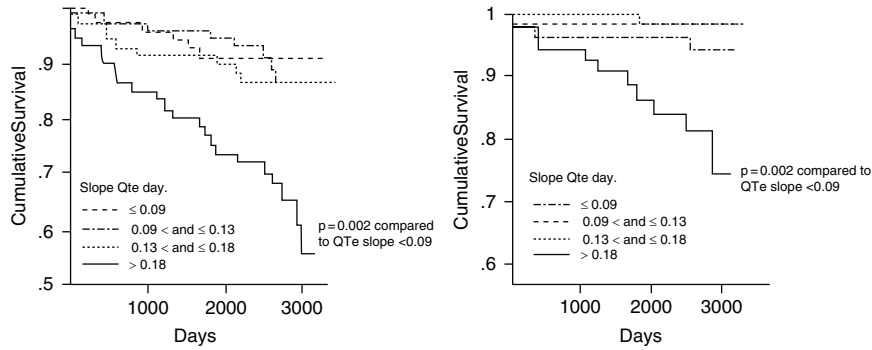 CumulativeSurvival
.9
.8
.7
.6
.5
Slope Qte day.
≤ 0.09
0.09 < and ≤ 0.13
0.13 < and ≤ 0.18
> 0.18
p = 0.002 compared
to QTe slope <0.09
1000
2000
3000
Days
CumulativeSurvival
1
.9
.8
.7
.6
Slope Qte day.
≤ 0.09
0.09 < and ≤ 0.13
0.13 < and ≤ 0.18
> 0.18
p = 0.002 compared to
QTe slope <0.09
1000
2000
3000
Days